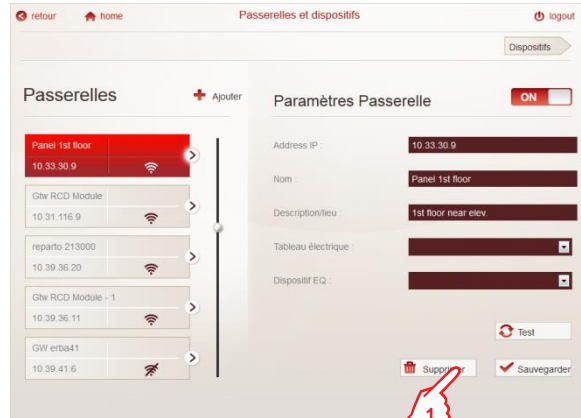 retour
home
Passerelles et dispositifs
logout
Dispositifs
Passerelles
Ajouter
Panel 1st floor
10.33.30.9
Gtw RCD Module
10.31.116.9
reparto 213000
10.39.36.20
Gtw RCD Module - 1
10.39.36.11
GW erba41
10.39.41.6
Paramètres Passerelle
ON
Address IP :
10.33.30.9
Nom :
Panel 1st floor
Description/lieu :
1st floor near elev.
Tableau électrique :
Dispositif EQ :
Test
Supprimer
Sauvegarder
1